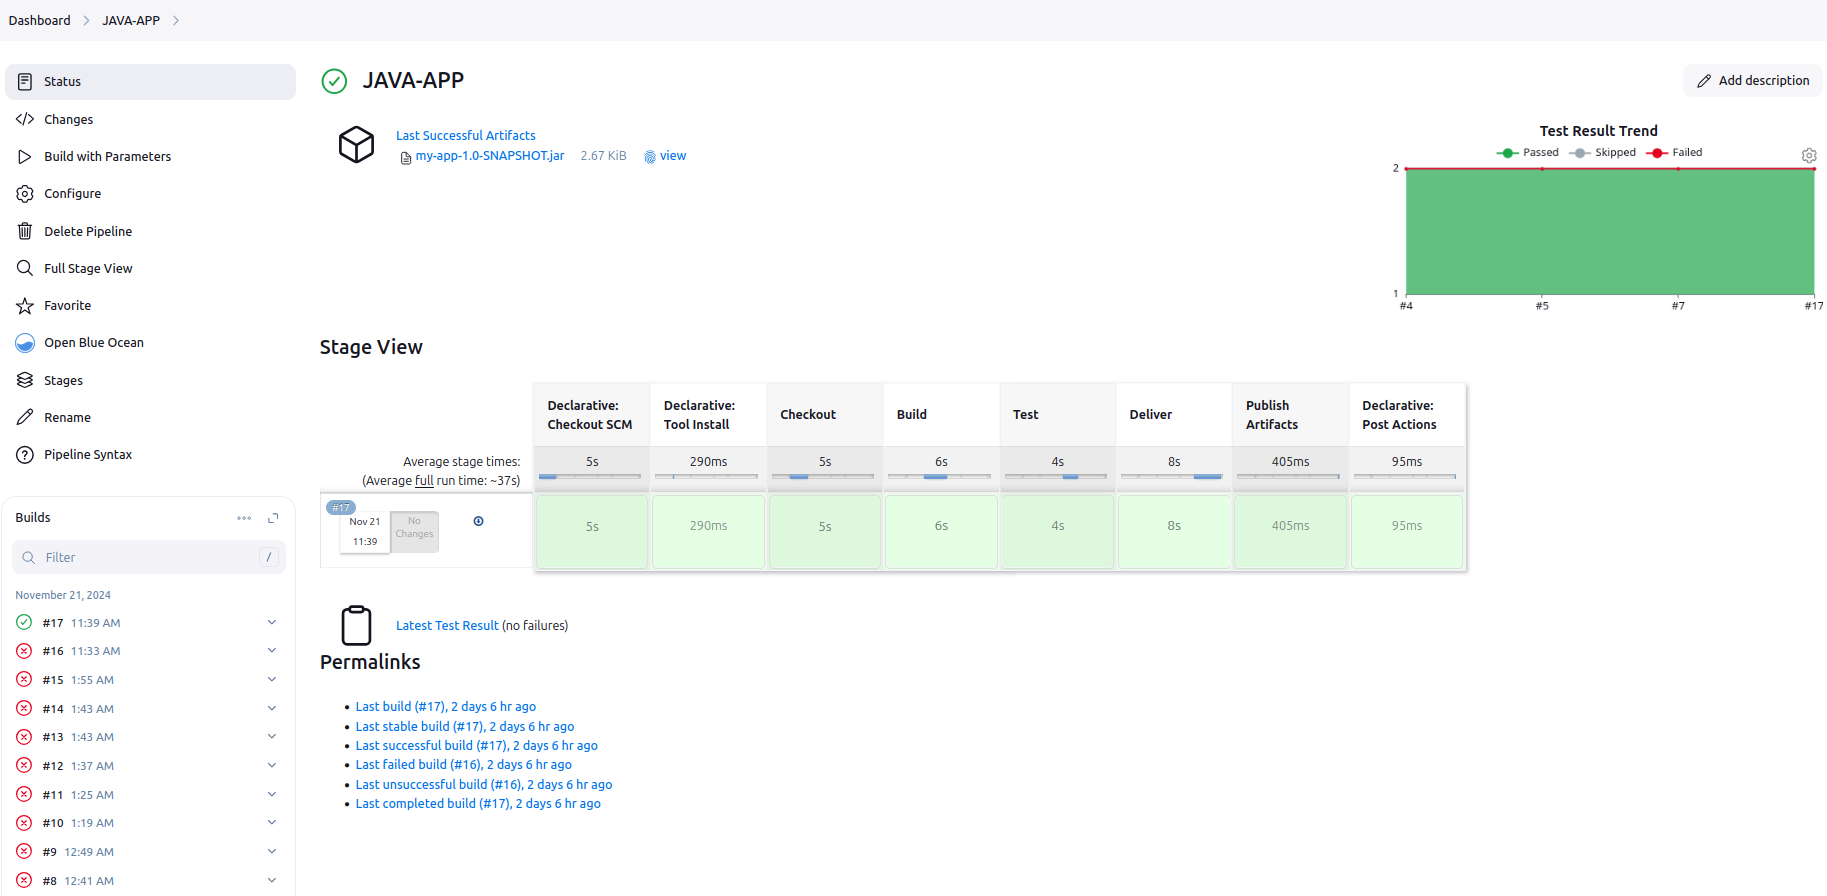 Dashboard
JAVA-APP
Status
Changes
Build with Parameters
Configure
Delete Pipeline
Full Stage View
Favorite
Open Blue Ocean
Stages
Rename
Pipeline Syntax
Builds
Filter
/
November 21, 2024
#17 11:39 AM
#16 11:33 AM
#15 1:55 AM
#14 1:43 AM
#13 1:43 AM
#12 1:37 AM
#11 1:25 AM
#10 1:19 AM
#9 12:49 AM
#8 12:41 AM
JAVA-APP
Add description
Last Successful Artifacts
my-app-1.0-SNAPSHOT.jar 2.67 KiB view
Test Result Trend
Passed Skipped Failed
2
1
#4 #5 #7 #17
Stage View
Declarative: Checkout SCM
Declarative: Tool Install
Checkout
Build
Test
Deliver
Publish Artifacts
Declarative: Post Actions
Average stage times:
(Average full run time: ~37s)
5s 290ms 5s 6s 4s 8s 405ms 95ms
#17
Nov 21
11:39
No Changes
5s 290ms 5s 6s 4s 8s 405ms 95ms
Latest Test Result (no failures)
Permalinks
Last build (#17), 2 days 6 hr ago
Last stable build (#17), 2 days 6 hr ago
Last successful build (#17), 2 days 6 hr ago
Last failed build (#16), 2 days 6 hr ago
Last unsuccessful build (#16), 2 days 6 hr ago
Last completed build (#17), 2 days 6 hr ago